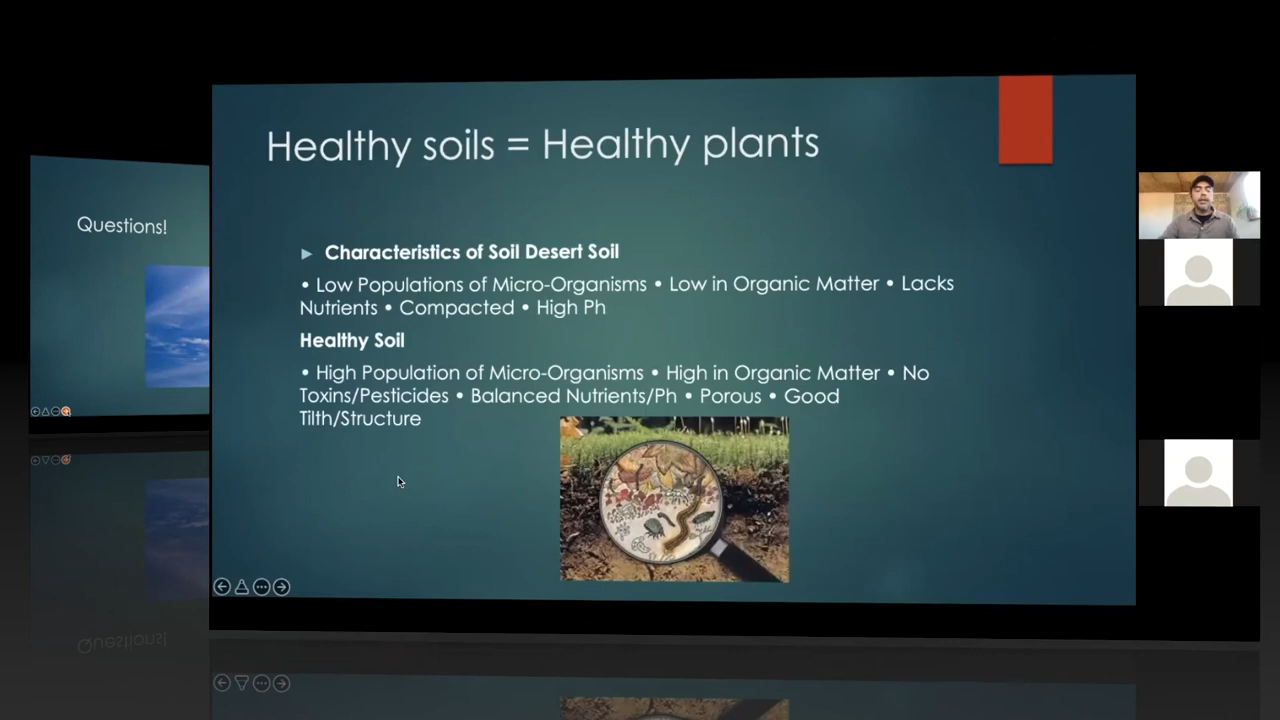 Healthy soils = Healthy plants
Questions!
Characteristics of Soil Desert Soil
• Low Populations of Micro-Organisms • Low in Organic Matter • Lacks
Nutrients • Compacted • High Ph
Healthy Soil
• High Population of Micro-Organisms • High in Organic Matter • No
Toxins/Pesticides • Balanced Nutrients/Ph • Porous • Good
Tilth/Structure
Questions!